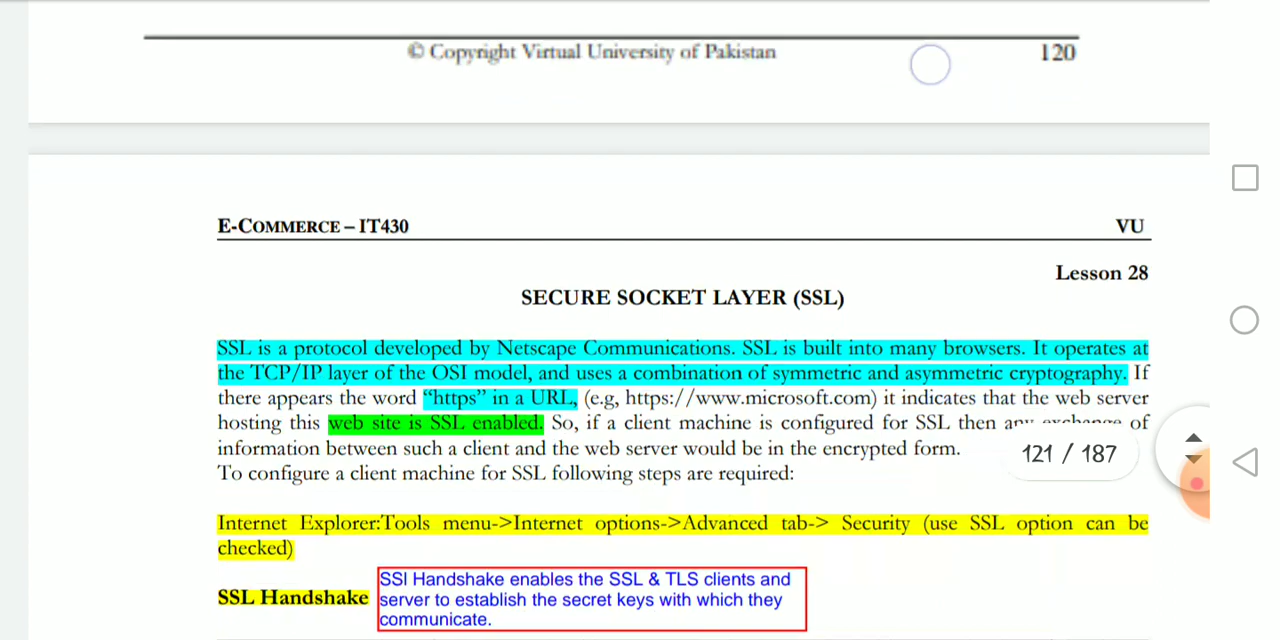 © Copyright Virtual University of Pakistan 120
E-COMMERCE – IT430 VU
Lesson 28
SECURE SOCKET LAYER (SSL)
SSL is a protocol developed by Netscape Communications. SSL is built into many browsers. It operates at
the TCP/IP layer of the OSI model, and uses a combination of symmetric and asymmetric cryptography. If
there appears the word “https” in a URL, (e.g, https://www.microsoft.com) it indicates that the web server
hosting this web site is SSL enabled. So, if a client machine is configured for SSL then any exchange of
information between such a client and the web server would be in the encrypted form.
121 / 187
To configure a client machine for SSL following steps are required:
Internet Explorer:Tools menu->Internet options->Advanced tab-> Security (use SSL option can be
checked)
SSL Handshake
SSl Handshake enables the SSL & TLS clients and
server to establish the secret keys with which they
communicate.